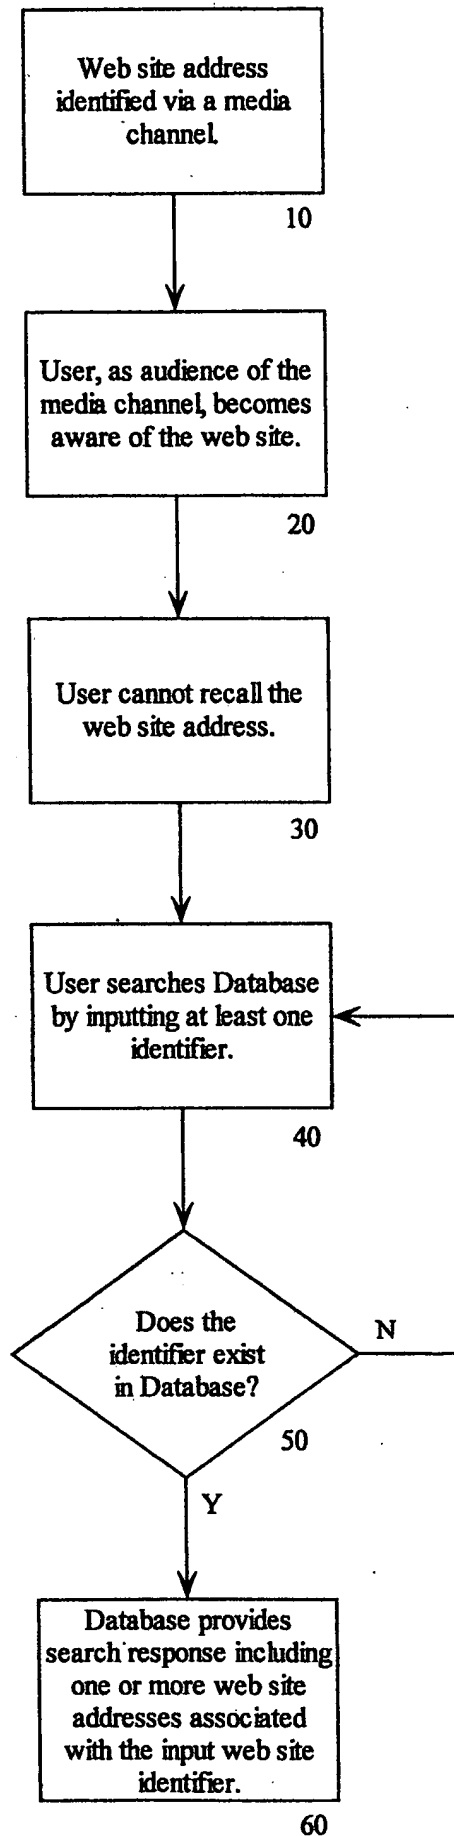 Web site address
identified via a media
channel.
10
User, as audience of the
media channel, becomes
aware of the web site.
20
User cannot recall the
web site address.
30
User searches Database
by inputting at least one
identifier.
40
Does the
identifier exist
in Database?
N
50
Y
Database provides
search response including
one or more web site
addresses associated
with the input web site
identifier.
60